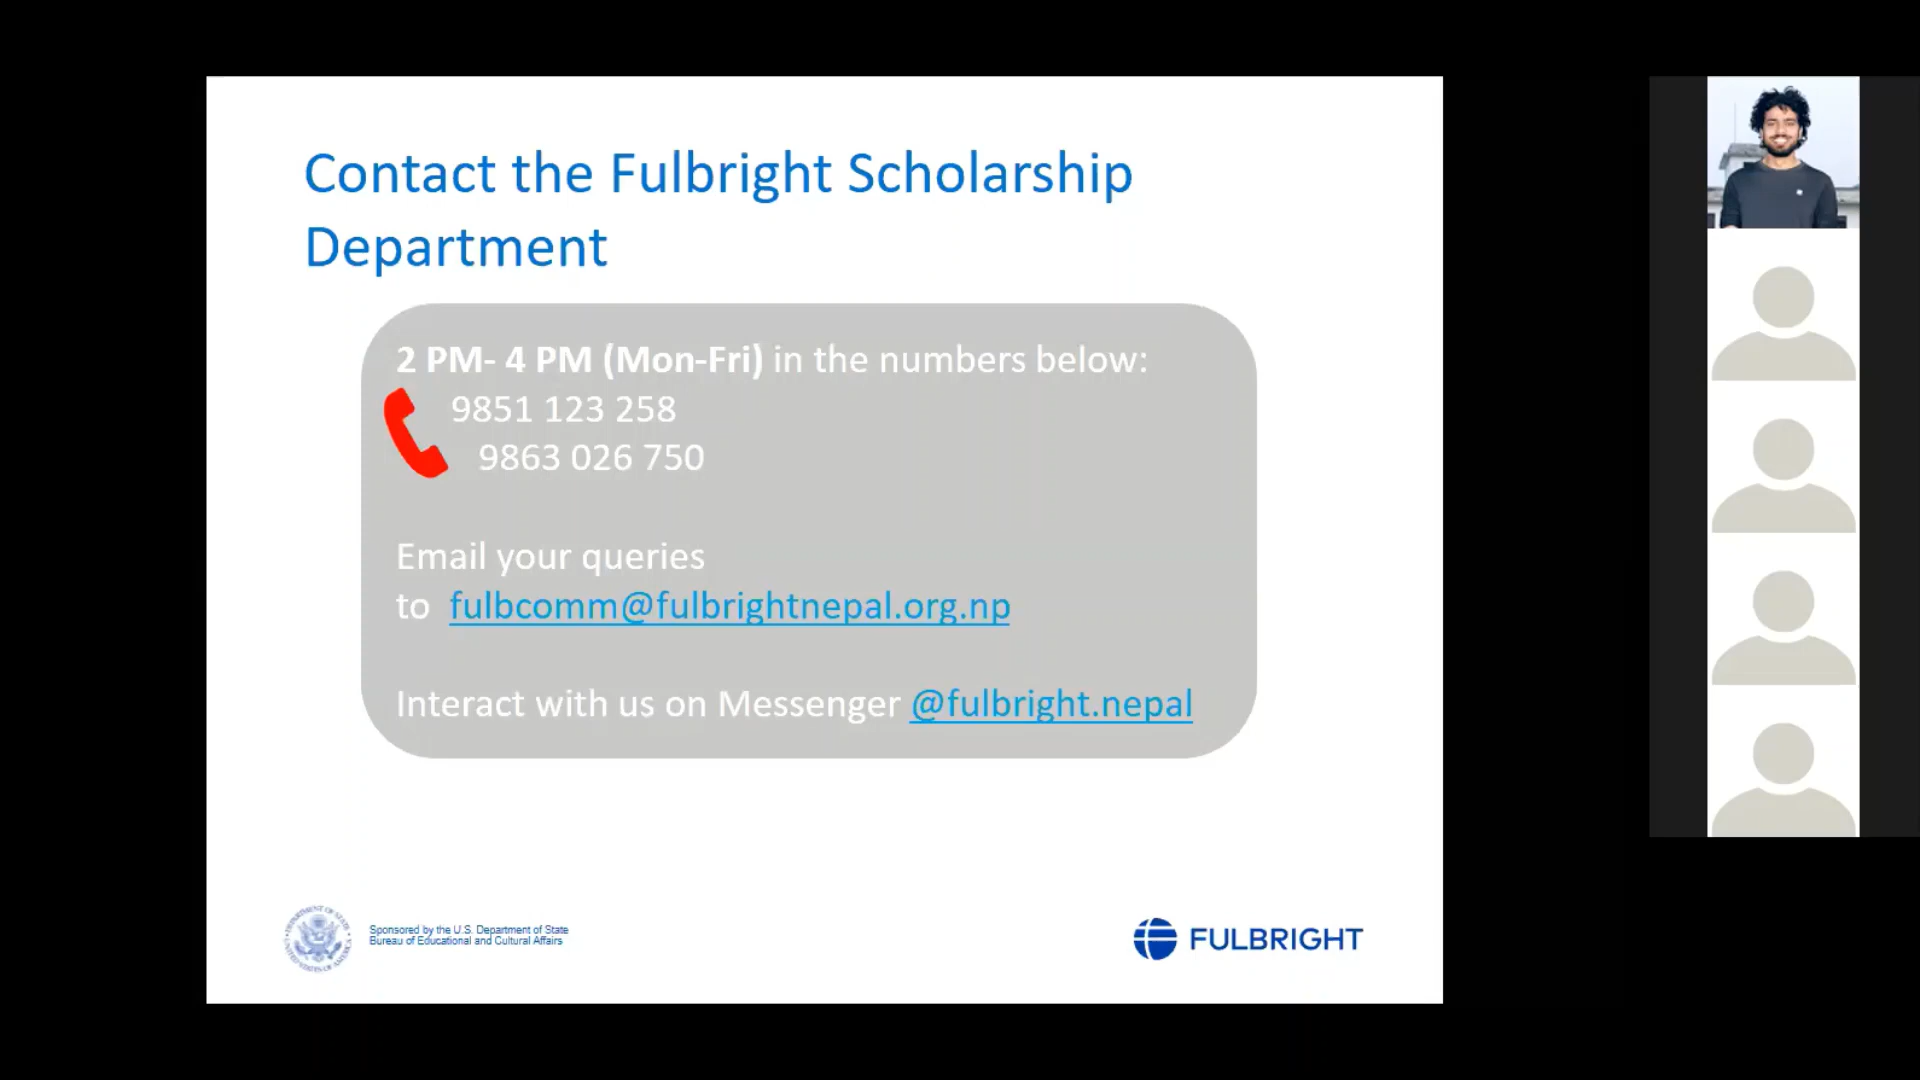 Contact the Fulbright Scholarship
Department
2 PM- 4 PM (Mon-Fri) in the numbers below:
9851 123 258
9863 026 750
Email your queries
to fulbcomm@fulbrightnepal.org.np
Interact with us on Messenger @fulbright.nepal
Sponsored by the U.S. Department of State
Bureau of Educational and Cultural Affairs
FULBRIGHT